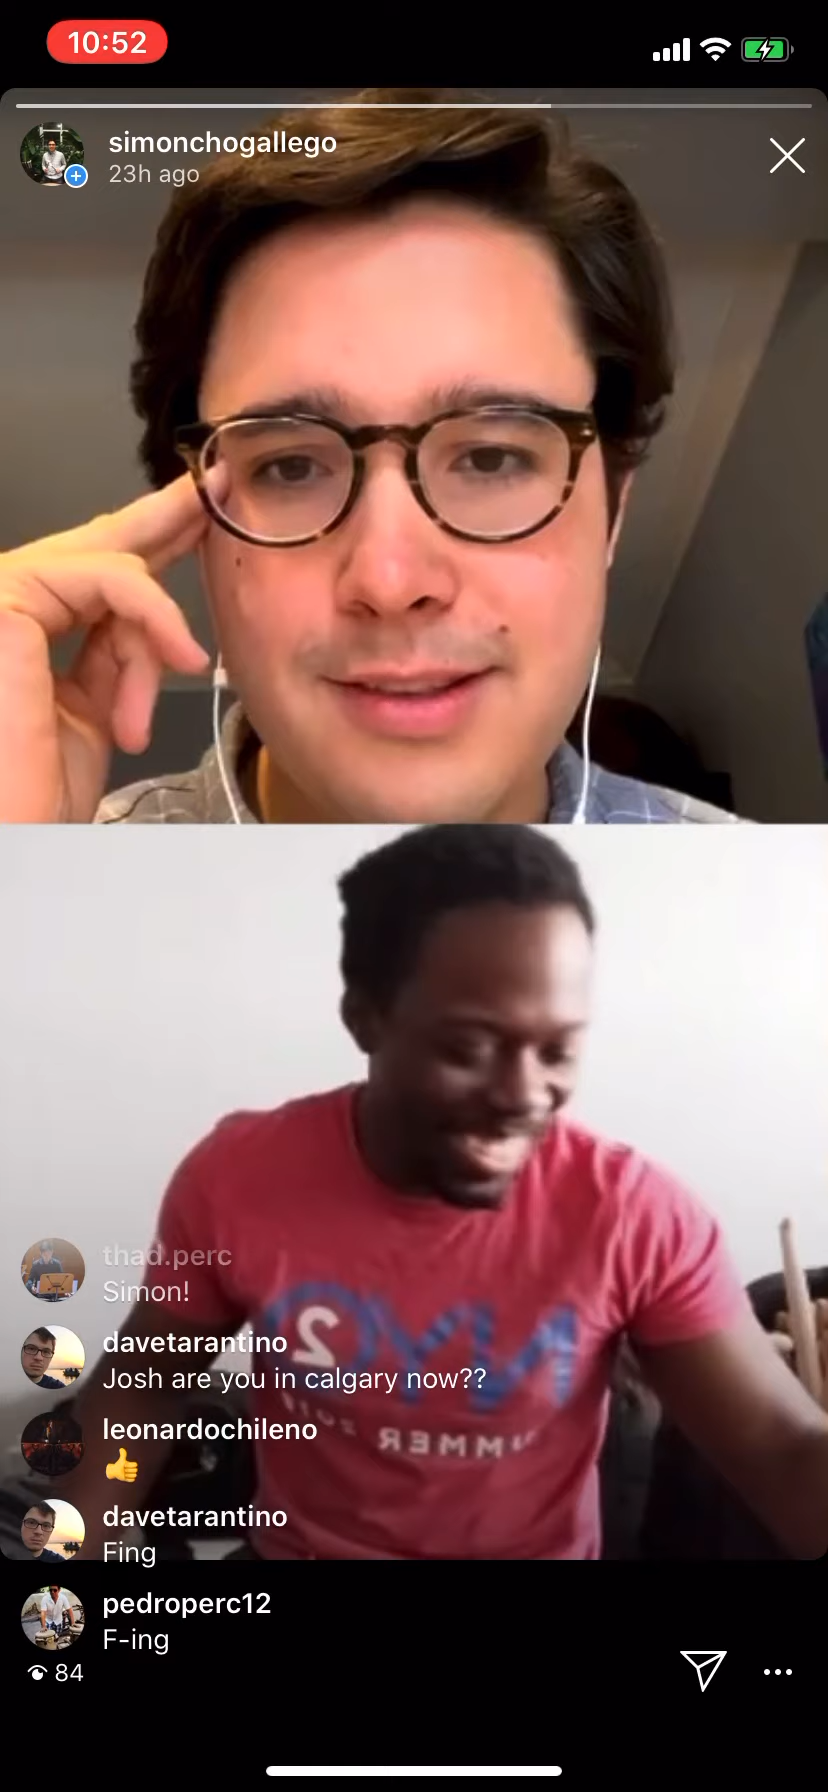 10:52
simonchogallego
23h ago
thad.perc
Simon!
davetarantino
Josh are you in calgary now??
leonardochileno
👍
davetarantino
Fing
pedroperc12
F-ing
84
NYO2